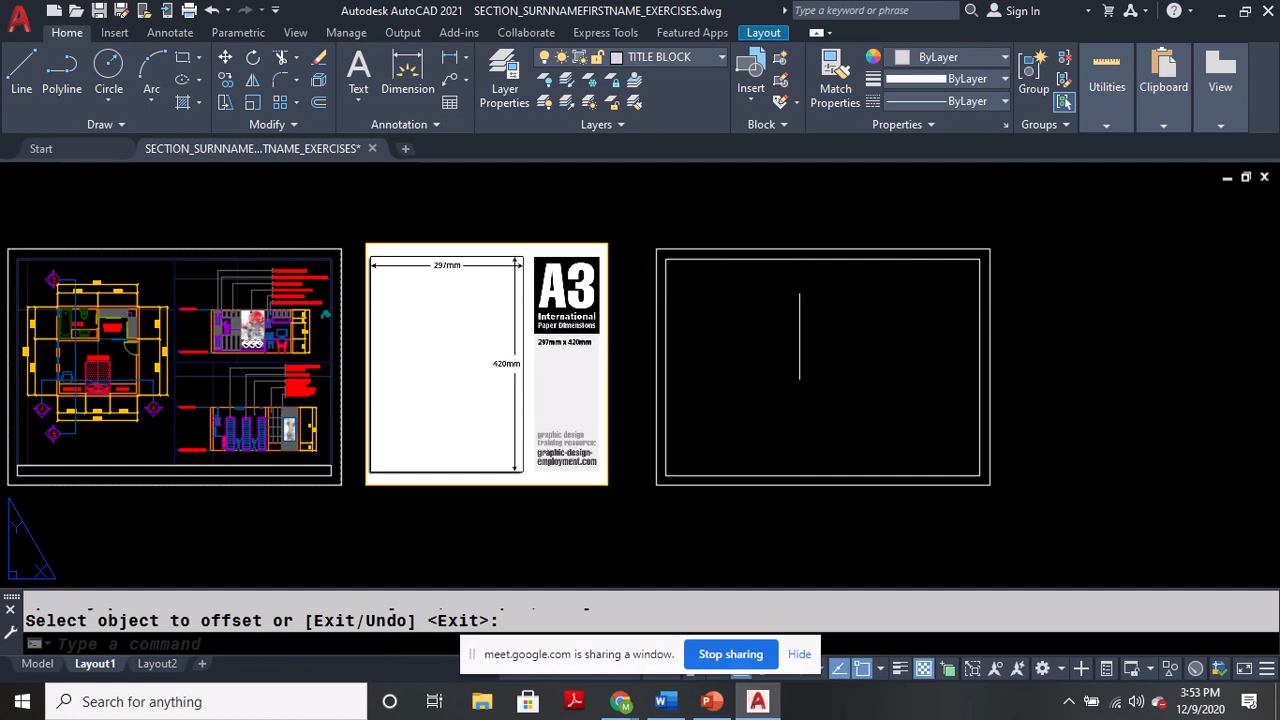 Autodesk AutoCAD 2021 SECTION_SURNNAMEFIRSTNAME_EXERCISES.dwg
Type a keyword or phrase
Sign In
Home Insert Annotate Parametric View Manage Output Add-ins Collaborate Express Tools Featured Apps Layout
TITLE BLOCK
ByLayer
ByLayer
ByLayer
Line Polyline Circle Arc
Text Dimension
Layer Properties
Insert
Match Properties
Group
Utilities Clipboard View
Draw Modify Annotation Layers Block Properties Groups
Start SECTION_SURNNAME...TNAME_EXERCISES*
297mm
420mm
A3
International
Paper Dimensions
297mm x 420mm
graphic design
training resource:
graphic-design-
employment.com
Y
X
Select object to offset or [Exit/Undo] <Exit>:
Type a command
meet.google.com is sharing a window. Stop sharing Hide
Model Layout1 Layout2
Search for anything
3:53 PM
12/9/2020